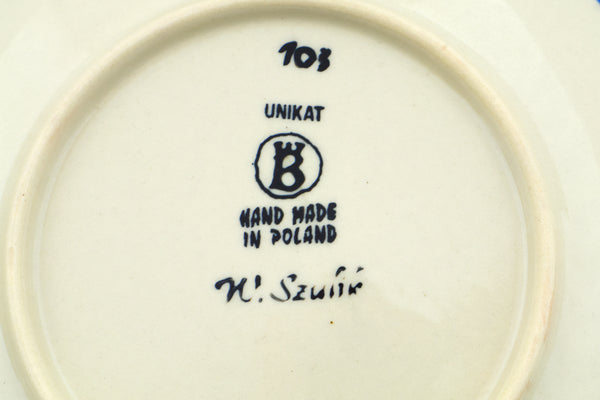 103
UNIKAT
B
HAND MADE
IN POLAND
W. Szulik